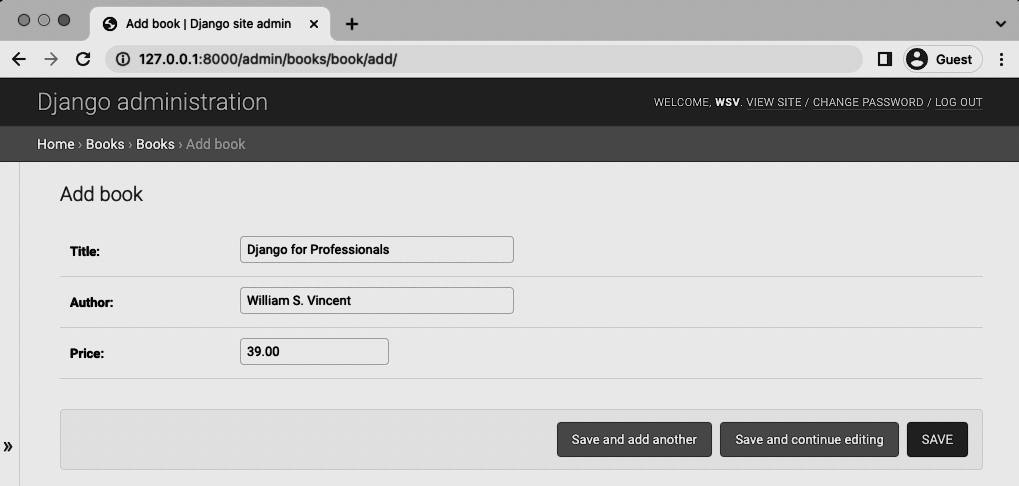 Add book | Django site admin
127.0.0.1:8000/admin/books/book/add/
Guest
Django administration
WELCOME, WSV. VIEW SITE / CHANGE PASSWORD / LOG OUT
Home › Books › Books › Add book
Add book
Title: Django for Professionals
Author: William S. Vincent
Price: 39.00
»
Save and add another Save and continue editing SAVE